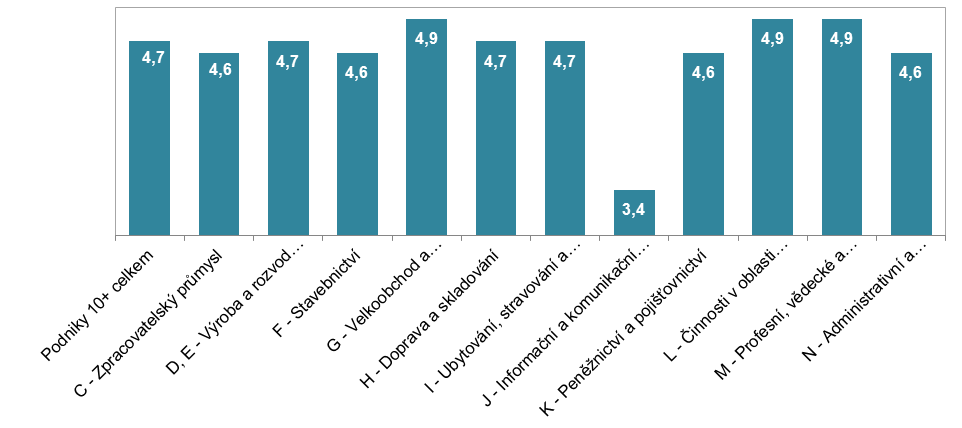 4,7
4,6
4,7
4,6
4,9
4,7
4,7
3,4
4,6
4,9
4,9
4,6
Podniky 10+ celkem
C - Zpracovatelský průmysl
D, E - Výroba a rozvod…
F - Stavebnictví
G - Velkoobchod a…
H - Doprava a skladování
I - Ubytování, stravování a…
J - Informační a komunikační…
K - Peněžnictví a pojišťovnictví
L - Činnosti v oblasti…
M - Profesní, vědecké a…
N - Administrativní a…